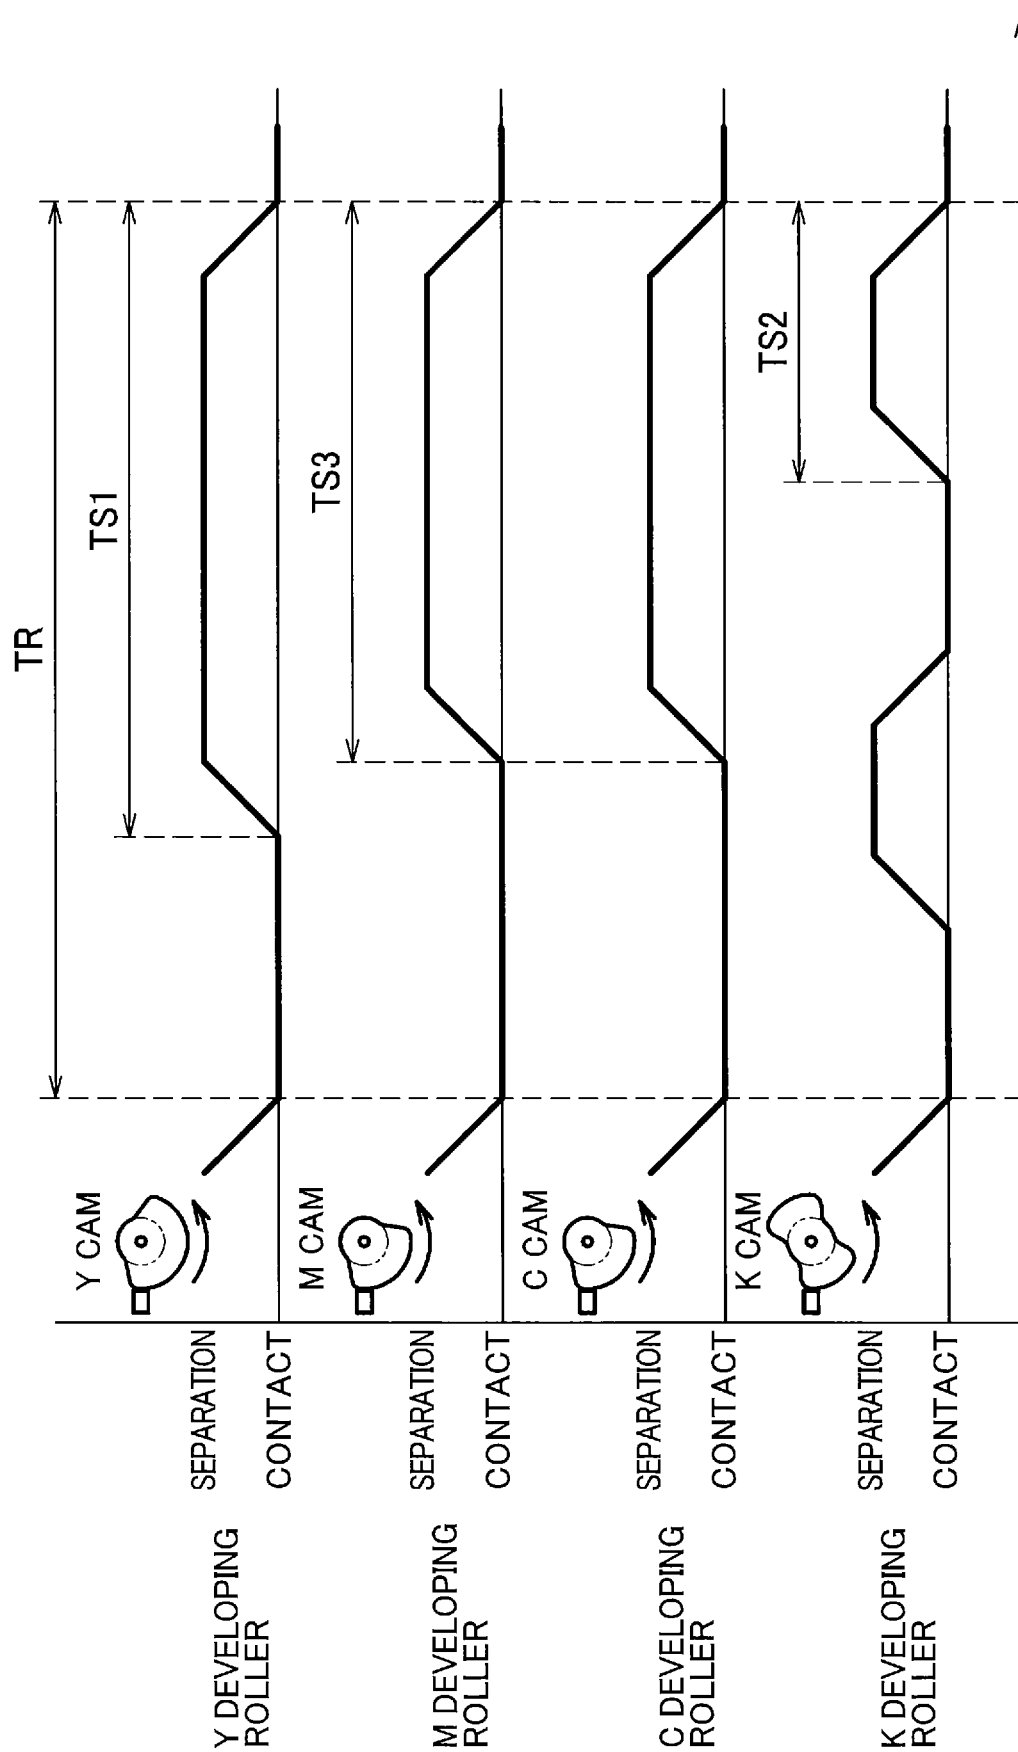 TR
TS1
Y CAM
SEPARATION
CONTACT
Y DEVELOPING
ROLLER
TS3
M CAM
SEPARATION
CONTACT
M DEVELOPING
ROLLER
C CAM
SEPARATION
CONTACT
C DEVELOPING
ROLLER
TS2
K CAM
SEPARATION
CONTACT
K DEVELOPING
ROLLER